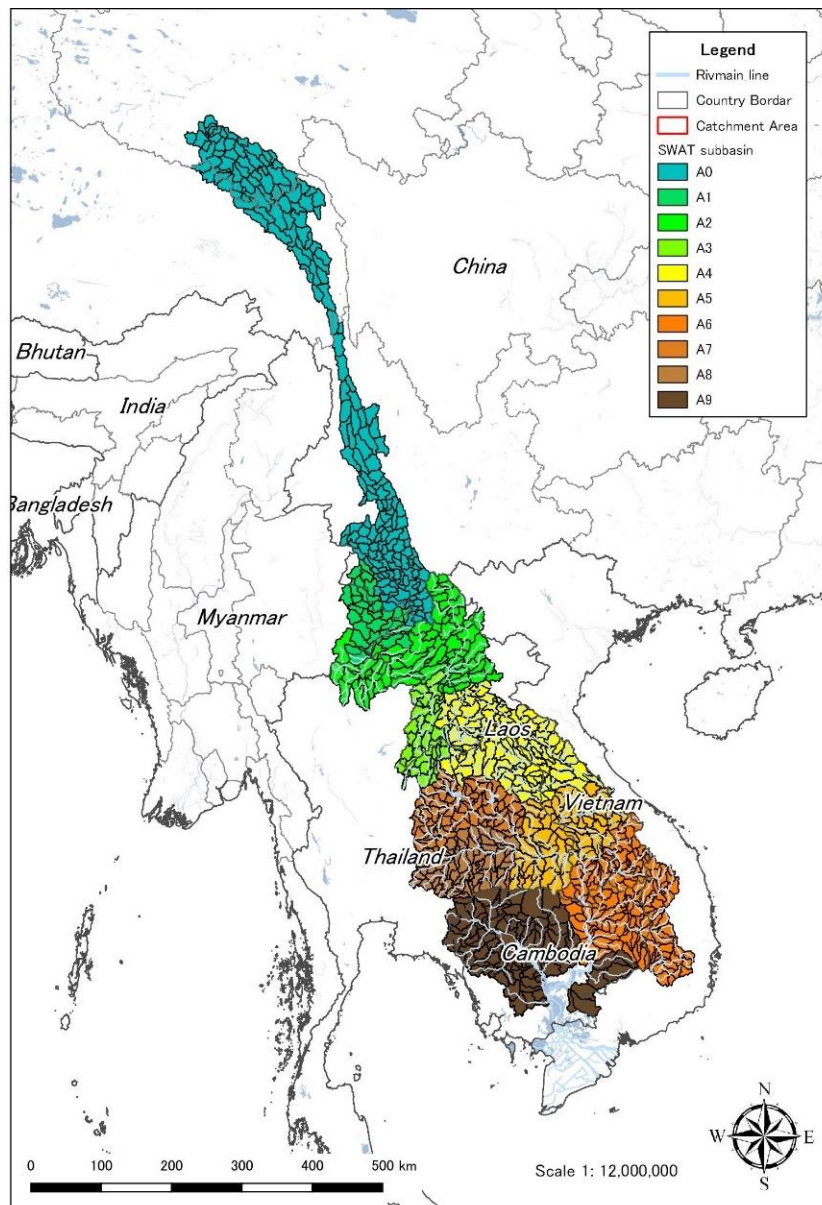 Legend
Rivmain line
Country Bordar
Catchment Area
SWAT subbasin
A0
A1
A2
A3
A4
A5
A6
A7
A8
A9
China
Bhutan
India
Bangladesh
Myanmar
Laos
Vietnam
Thailand
Cambodia
N
W E
S
0 100 200 300 400 500 km
Scale 1: 12,000,000